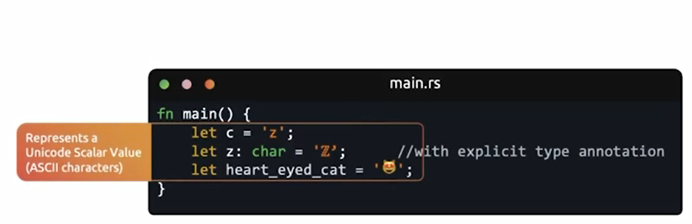 main.rs
fn main() {
let c = 'z';
let z: char = 'ℤ’; //with explicit type annotation
let heart_eyed_cat = '😻';
}
Represents a
Unicode Scalar Value
(ASCII characters)